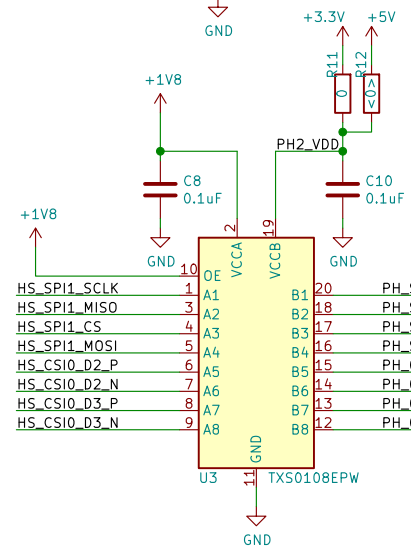 GND
+3.3V
+5V
R11
0
R12
<0>
+1V8
PH2_VDD
C8
0.1uF
C10
0.1uF
+1V8
GND
GND
2
VCCA
19
VCCB
10 OE
HS_SPI1_SCLK 1 A1 B1 20
HS_SPI1_MISO 3 A2 B2 18
HS_SPI1_CS 4 A3 B3 17
HS_SPI1_MOSI 5 A4 B4 16
HS_CSI0_D2_P 6 A5 B5 15
HS_CSI0_D2_N 7 A6 B6 14
HS_CSI0_D3_P 8 A7 B7 13
HS_CSI0_D3_N 9 A8 B8 12
GND
11
U3 TXS0108EPW
GND